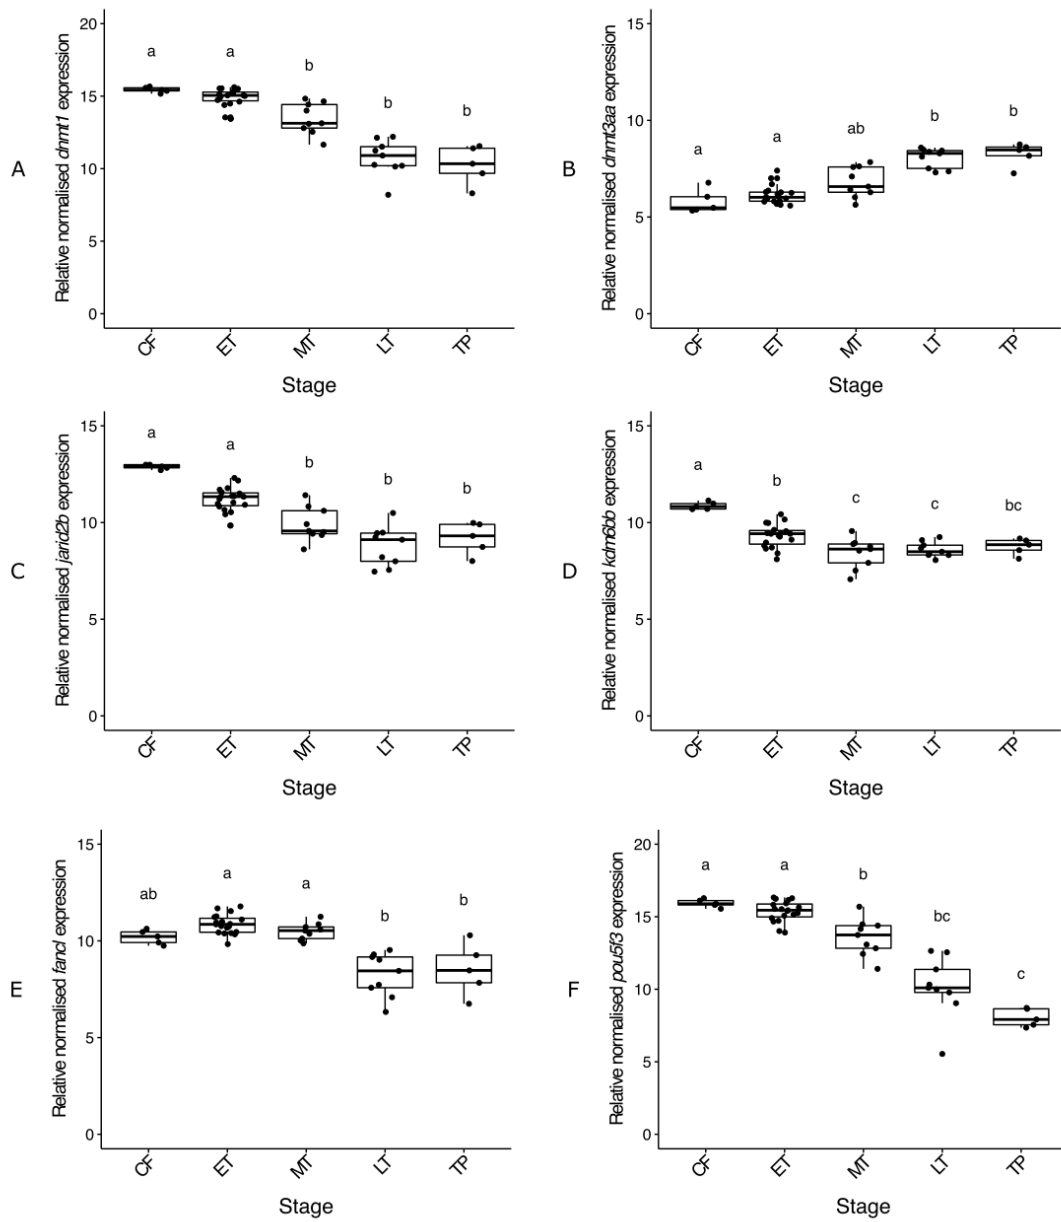 A
Relative normalised dnmt1 expression
20
15
10
5
0
a
a
b
b
b
CF
ET
MT
LT
TP
Stage
B
Relative normalised dnmt3aa expression
15
10
5
0
a
a
ab
b
b
CF
ET
MT
LT
TP
Stage
C
Relative normalised jarid2b expression
15
10
5
0
a
a
b
b
b
CF
ET
MT
LT
TP
Stage
D
Relative normalised kdm6bb expression
15
10
5
0
a
b
c
c
bc
CF
ET
MT
LT
TP
Stage
E
Relative normalised fancl expression
15
10
5
0
ab
a
a
b
b
CF
ET
MT
LT
TP
Stage
F
Relative normalised pou5f3 expression
20
15
10
5
0
a
a
b
bc
c
CF
ET
MT
LT
TP
Stage